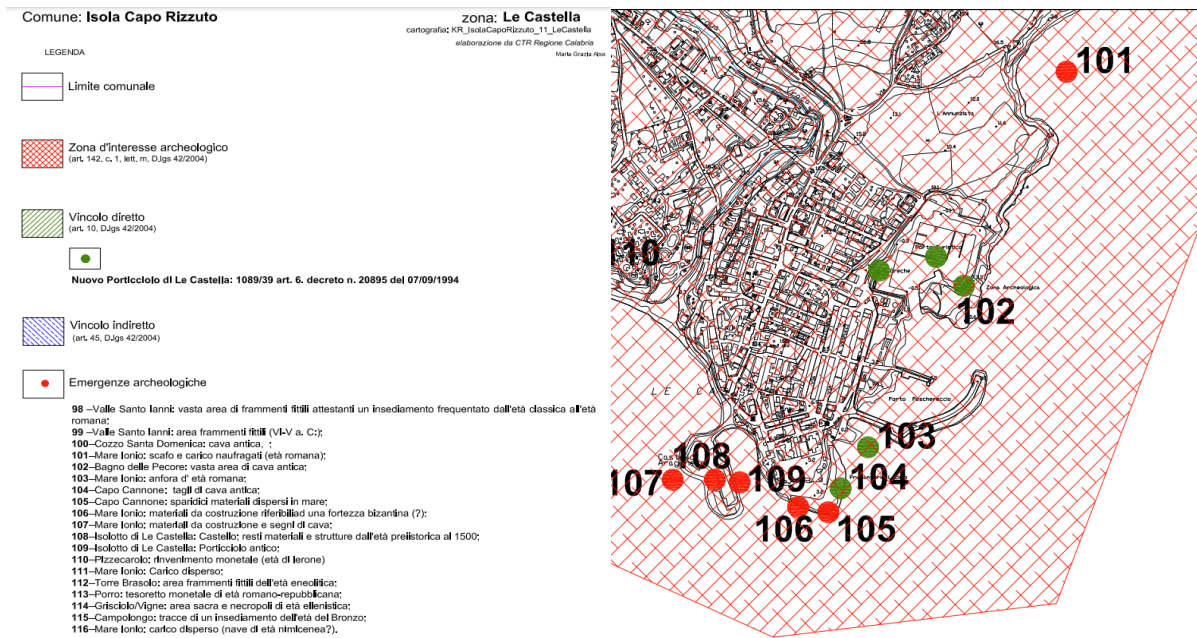 Comune: Isola Capo Rizzuto
zona: Le Castella
cartografia: KR_IsolaCapoRizzuto_11_LeCastella
elaborazione da CTR Regione Calabria
Maria Grazia Aisa
LEGENDA
Limite comunale
Zona d'interesse archeologico
(art. 142, c. 1, lett. m, D.lgs 42/2004)
Vincolo diretto
(art. 10, D.lgs 42/2004)
Nuovo Porticciolo di Le Castella: 1089/39 art. 6. decreto n. 20895 del 07/09/1994
Vincolo indiretto
(art. 45, D.lgs 42/2004)
Emergenze archeologiche
98 –Valle Santo Ianni: vasta area di frammenti fittili attestanti un insediamento frequentato dall'età classica all'età
romana;
99 –Valle Santo Ianni: area frammenti fittili (VI-V a. C:);
100–Cozzo Santa Domenica: cava antica, ;
101–Mare Ionio: scafo e carico naufragati (età romana);
102–Bagno delle Pecore: vasta area di cava antica;
103–Mare Ionio: anfora d' età romana;
104–Capo Cannone: tagli di cava antica;
105–Capo Cannone: sparidici materiali dispersi in mare;
106–Mare Ionio: materiali da costruzione riferibiliad una fortezza bizantina (?);
107–Mare Ionio: materiali da costruzione e segni di cava;
108–Isolotto di Le Castella: Castello; resti materiali e strutture dall'età preiistorica al 1500;
109–Isolotto di Le Castella: Porticciolo antico;
110–Pizzecarolo: rinvenimento monetale (età di Ierone)
111–Mare Ionio: Carico disperso;
112–Torre Brasolo: area frammenti fittili dell'età eneolitica;
113–Porro: tesoretto monetale di età romano-repubblicana;
114–Grisciolo/Vigne: area sacra e necropoli di età ellenistica;
115–Campolongo: tracce di un insediamento dell'età del Bronzo;
116–Mare Ionio: carico disperso (nave di età nimicenea?).
101
L'Annunziata
110
Porto Turistico
Zona Archeologica
102
LE CA
Porto Peschereccio
103
108
107
109
104
106
105